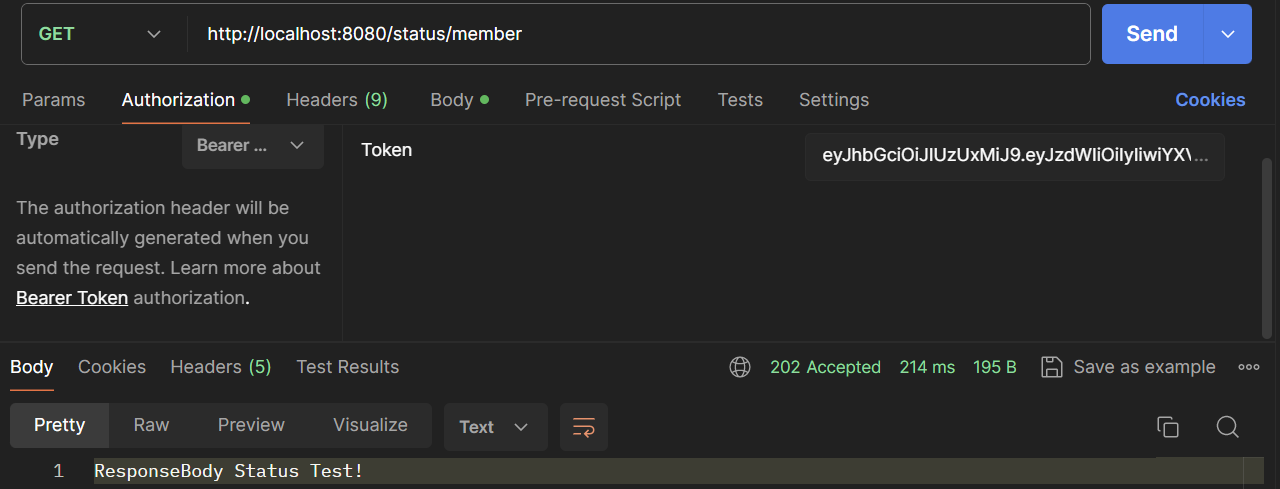 GET http://localhost:8080/status/member Send
Params Authorization Headers (9) Body Pre-request Script Tests Settings Cookies
Type Bearer ... Token eyJhbGciOiJIUzUxMiJ9.eyJzdWIiOiIyIiwiYX...
The authorization header will be
automatically generated when you
send the request. Learn more about
Bearer Token authorization.
Body Cookies Headers (5) Test Results 202 Accepted 214 ms 195 B Save as example
Pretty Raw Preview Visualize Text
1 ResponseBody Status Test!